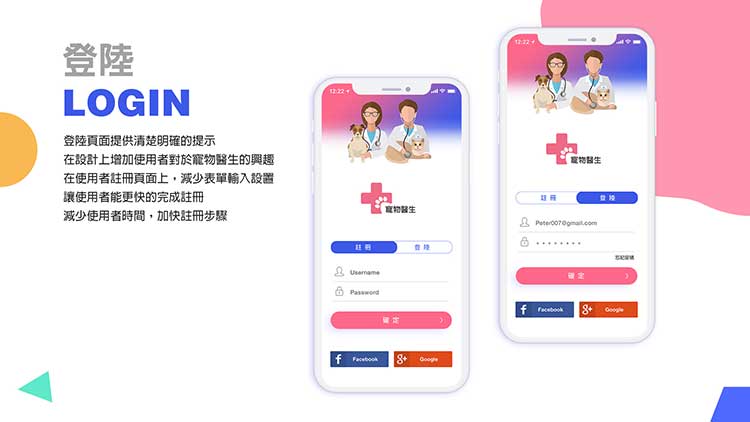 登陸
LOGIN
登陸頁面提供清楚明確的提示
在設計上增加使用者對於寵物醫生的興趣
在使用者註冊頁面上，減少表單輸入設置
讓使用者能更快的完成註冊
減少使用者時間，加快註冊步驟
12:22
寵物醫生
註冊 登陸
Username
Password
確定
f Facebook
g+ Google
12:22
寵物醫生
註冊 登陸
Peter007@gmail.com
忘記密碼
確定
f Facebook
g+ Google